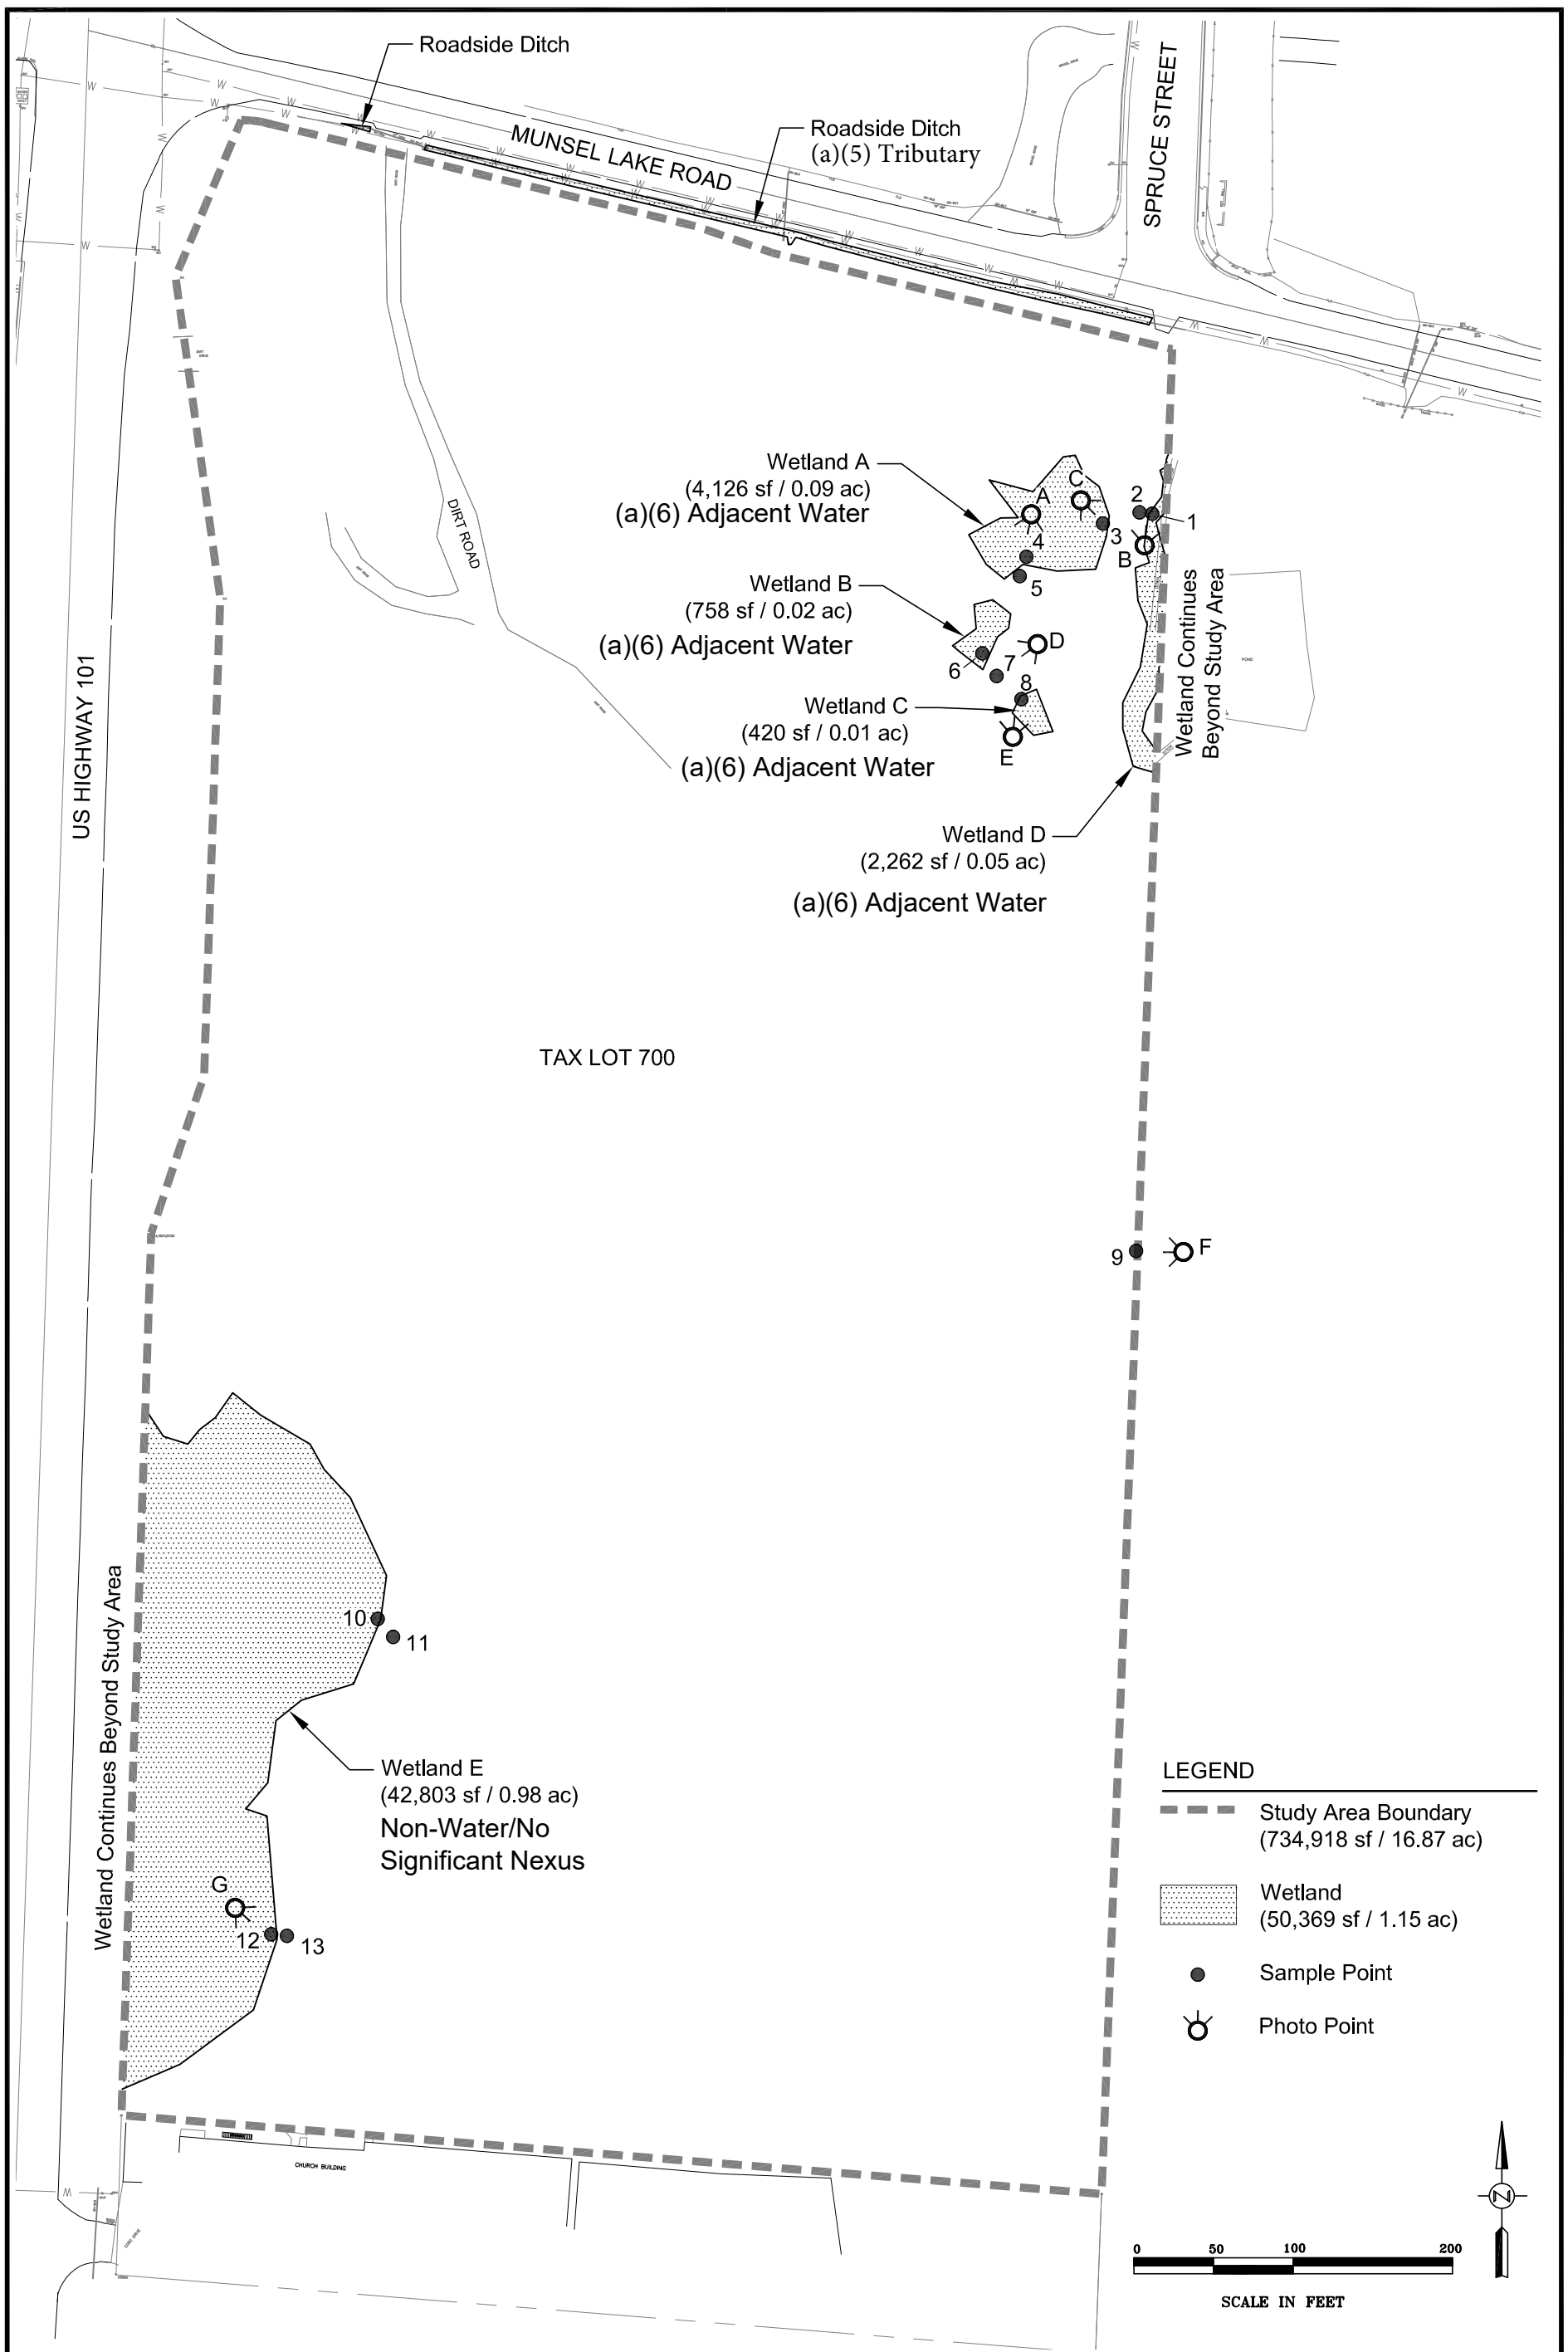 Roadside Ditch
MUNSEL LAKE ROAD
Roadside Ditch
(a)(5) Tributary
SPRUCE STREET
Wetland A
(4,126 sf / 0.09 ac)
(a)(6) Adjacent Water
C
A
2
1
3
4
B
5
DIRT ROAD
Wetland B
(758 sf / 0.02 ac)
(a)(6) Adjacent Water
D
6
7
8
Wetland C
(420 sf / 0.01 ac)
(a)(6) Adjacent Water
E
Wetland Continues
Beyond Study Area
POND
Wetland D
(2,262 sf / 0.05 ac)
(a)(6) Adjacent Water
US HIGHWAY 101
TAX LOT 700
9
F
10
11
Wetland Continues Beyond Study Area
Wetland E
(42,803 sf / 0.98 ac)
Non-Water/No
Significant Nexus
G
12
13
LEGEND
Study Area Boundary
(734,918 sf / 16.87 ac)
Wetland
(50,369 sf / 1.15 ac)
Sample Point
Photo Point
CHURCH BUILDING
N
0 50 100 200
SCALE IN FEET